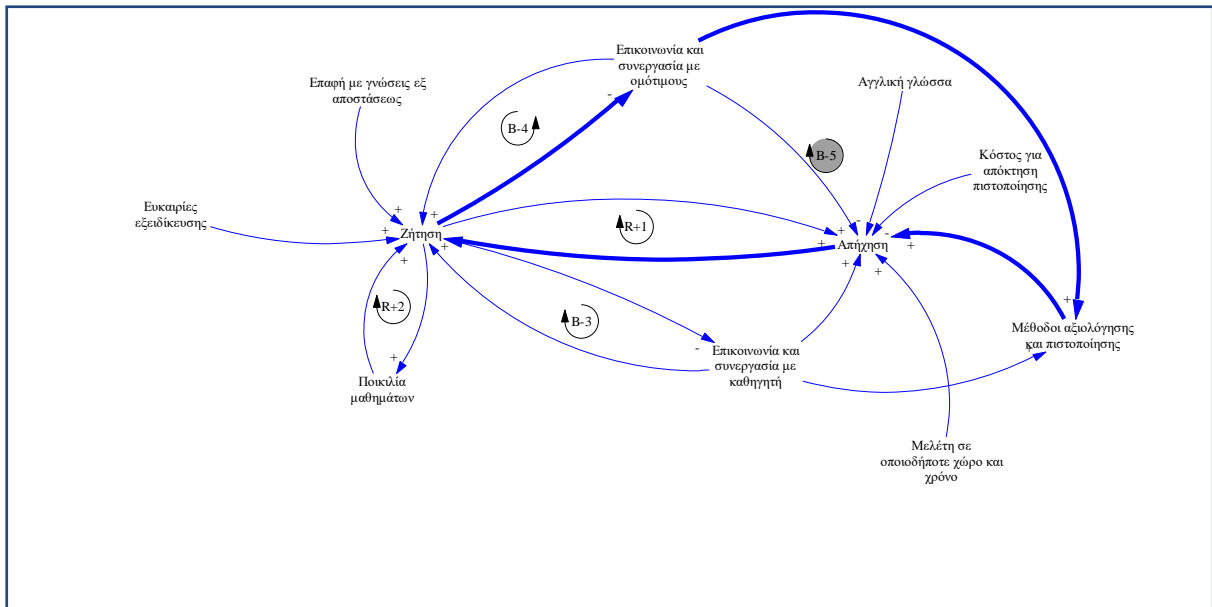 Επικοινωνία και
συνεργασία με
ομότιμους
Επαφή με γνώσεις εξ
αποστάσεως
Αγγλική γλώσσα
-
B-4
B-5
Κόστος για
απόκτηση
πιστοποίησης
Ευκαιρίες
εξειδίκευσης
+
+
+
Ζήτηση
+
+
R+1
+
+
-
-
+
Απήχηση
+
+
R+2
B-3
+
Μέθοδοι αξιολόγησης
και πιστοποίησης
+
-
Επικοινωνία και
συνεργασία με
καθηγητή
+
Ποικιλία
μαθημάτων
Μελέτη σε
οποιοδήποτε χώρο και
χρόνο